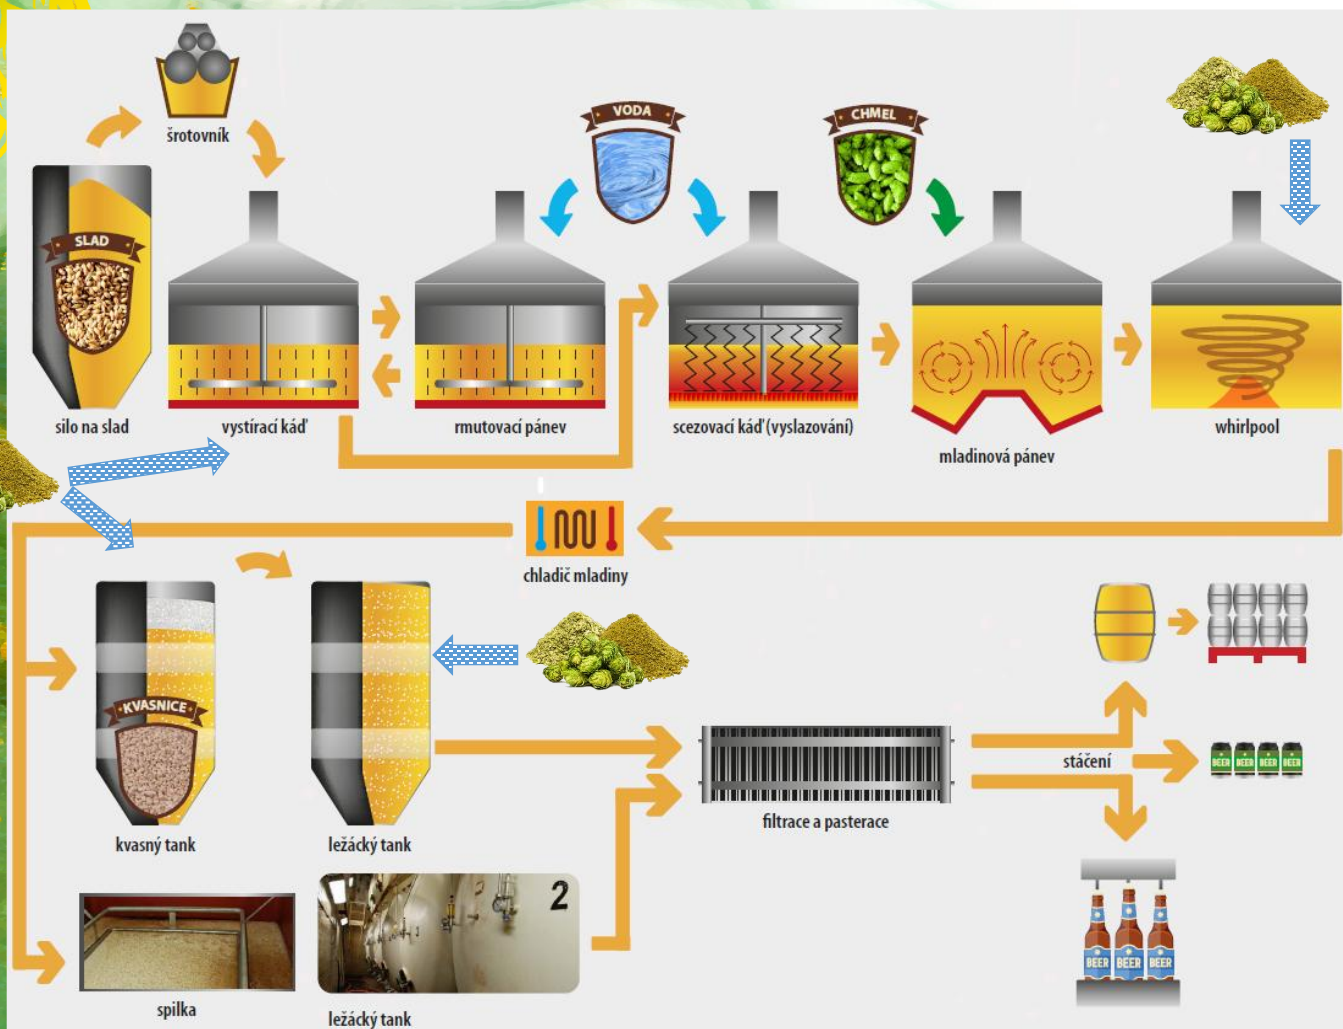 šrotovník
VODA
CHMEL
SLAD
silo na slad
vystírací káď
rmutovací pánev
scezovací káď (vyslazování)
mladinová pánev
whirlpool
chladič mladiny
KVASNICE
kvasný tank
ležácký tank
filtrace a pasterace
stáčení
BEER BEER BEER BEER
BEER BEER BEER
2
spilka
ležácký tank